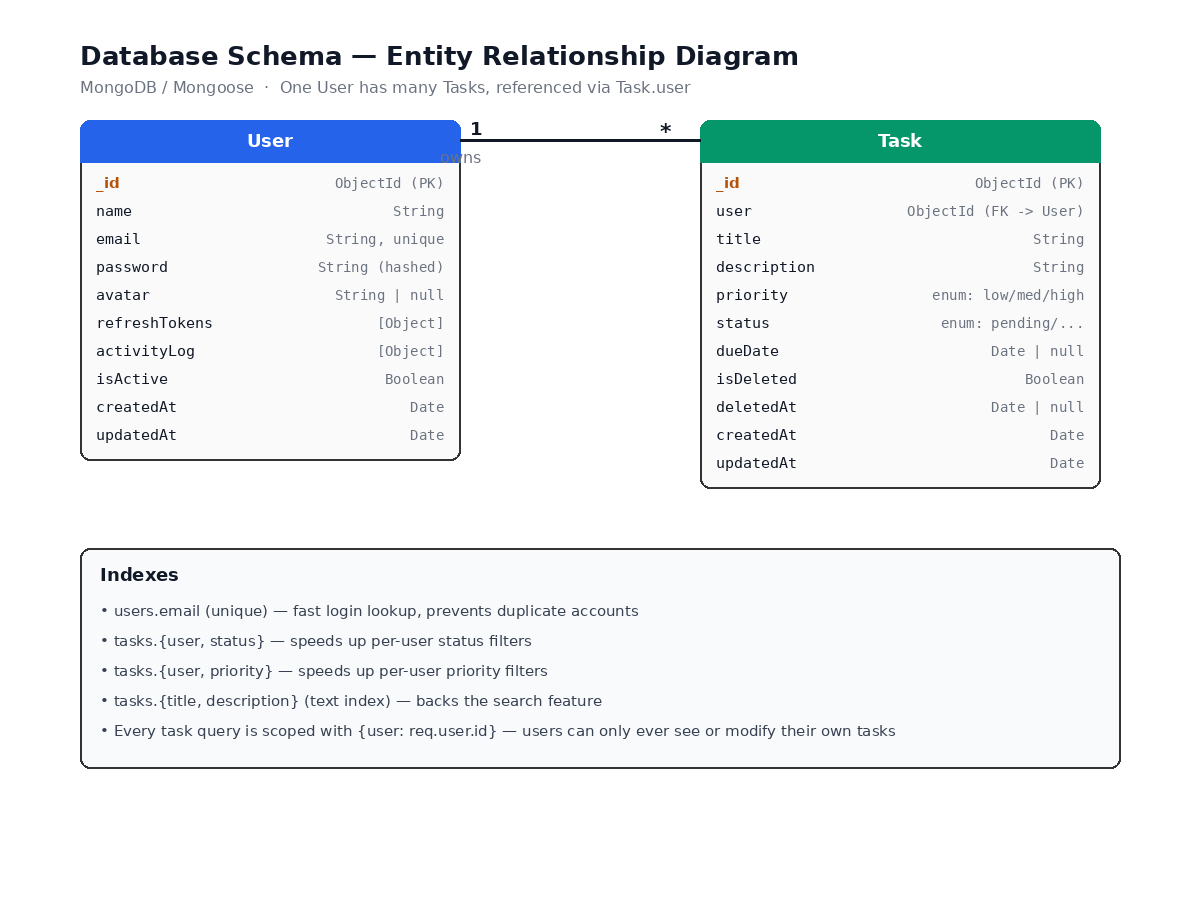 Database Schema — Entity Relationship Diagram
MongoDB / Mongoose · One User has many Tasks, referenced via Task.user
User
1
*
owns
Task
_id ObjectId (PK)
name String
email String, unique
password String (hashed)
avatar String | null
refreshTokens [Object]
activityLog [Object]
isActive Boolean
createdAt Date
updatedAt Date
_id ObjectId (PK)
user ObjectId (FK -> User)
title String
description String
priority enum: low/med/high
status enum: pending/...
dueDate Date | null
isDeleted Boolean
deletedAt Date | null
createdAt Date
updatedAt Date
Indexes
• users.email (unique) — fast login lookup, prevents duplicate accounts
• tasks.{user, status} — speeds up per-user status filters
• tasks.{user, priority} — speeds up per-user priority filters
• tasks.{title, description} (text index) — backs the search feature
• Every task query is scoped with {user: req.user.id} — users can only ever see or modify their own tasks